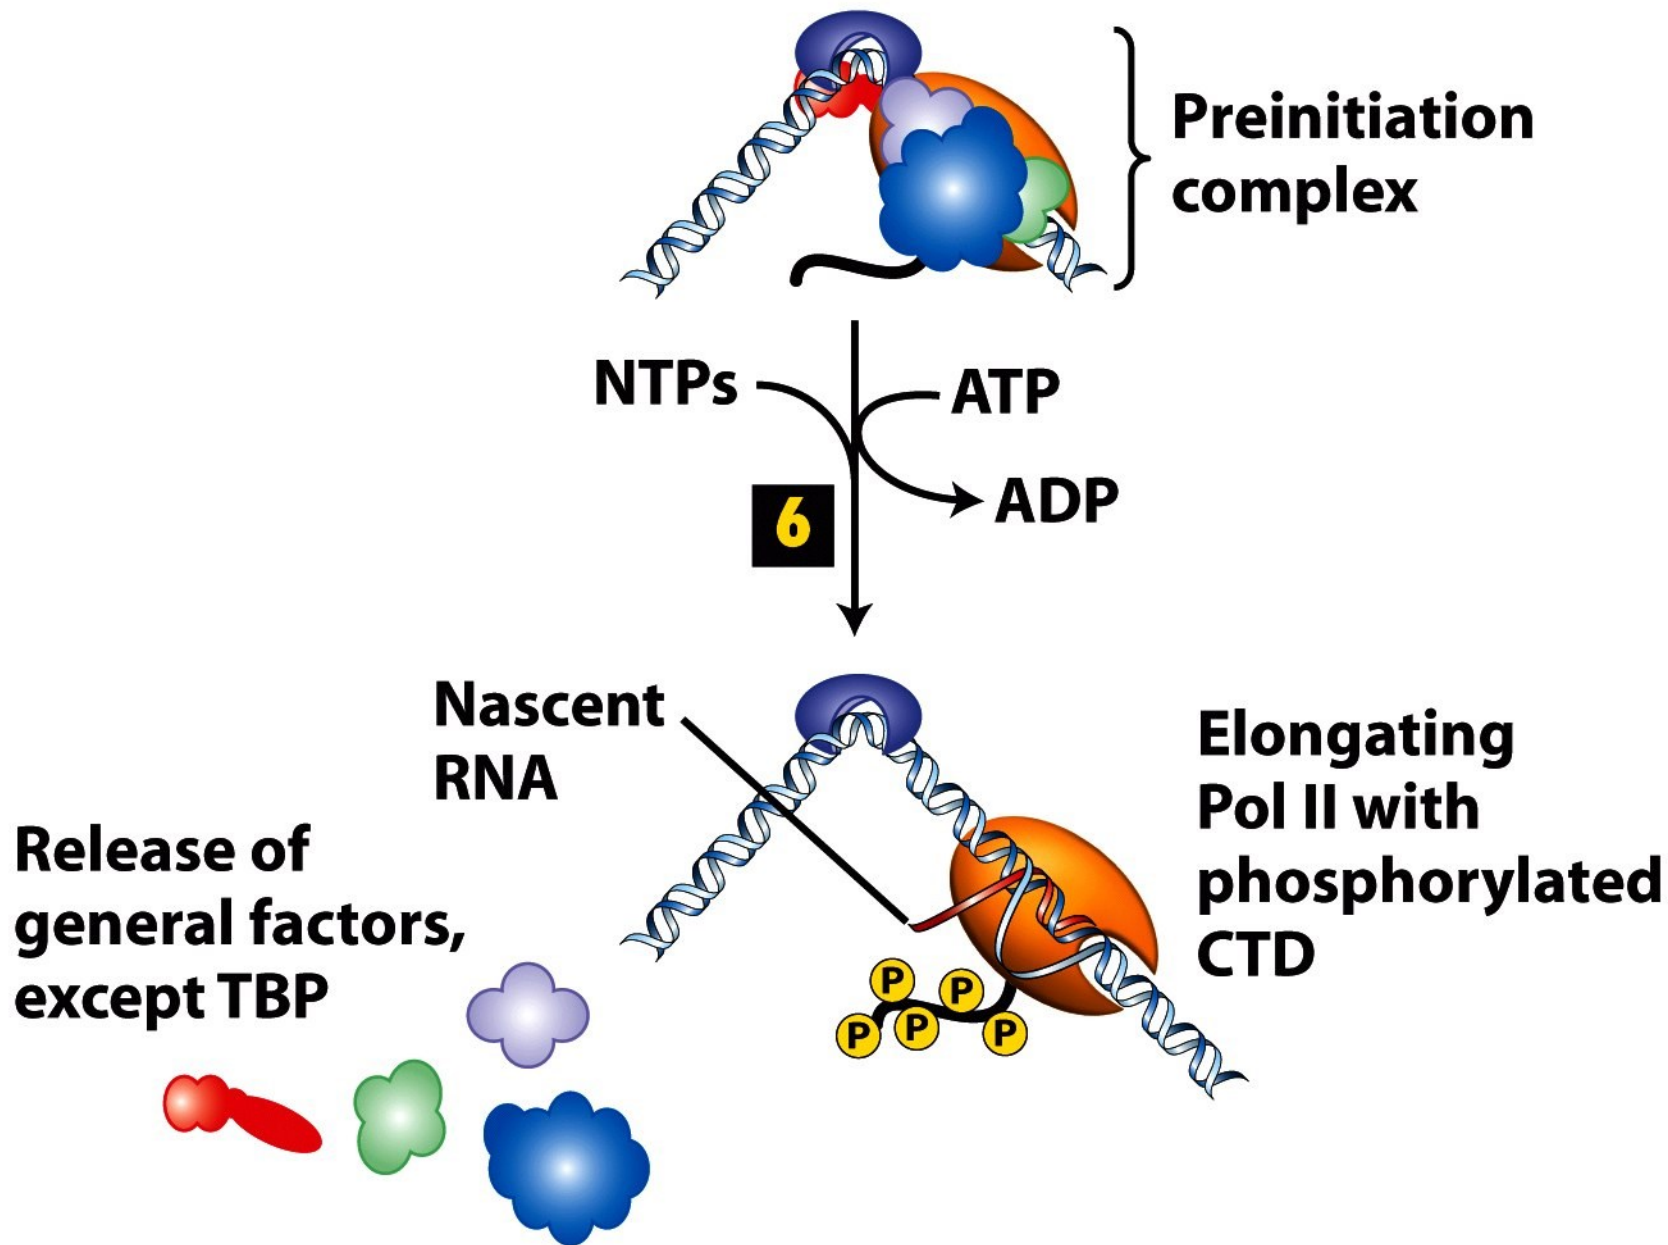 Preinitiation
complex
NTPs
ATP
6
ADP
Nascent
RNA
Elongating
Pol II with
phosphorylated
CTD
Release of
general factors,
except TBP
P
P
P
P
P